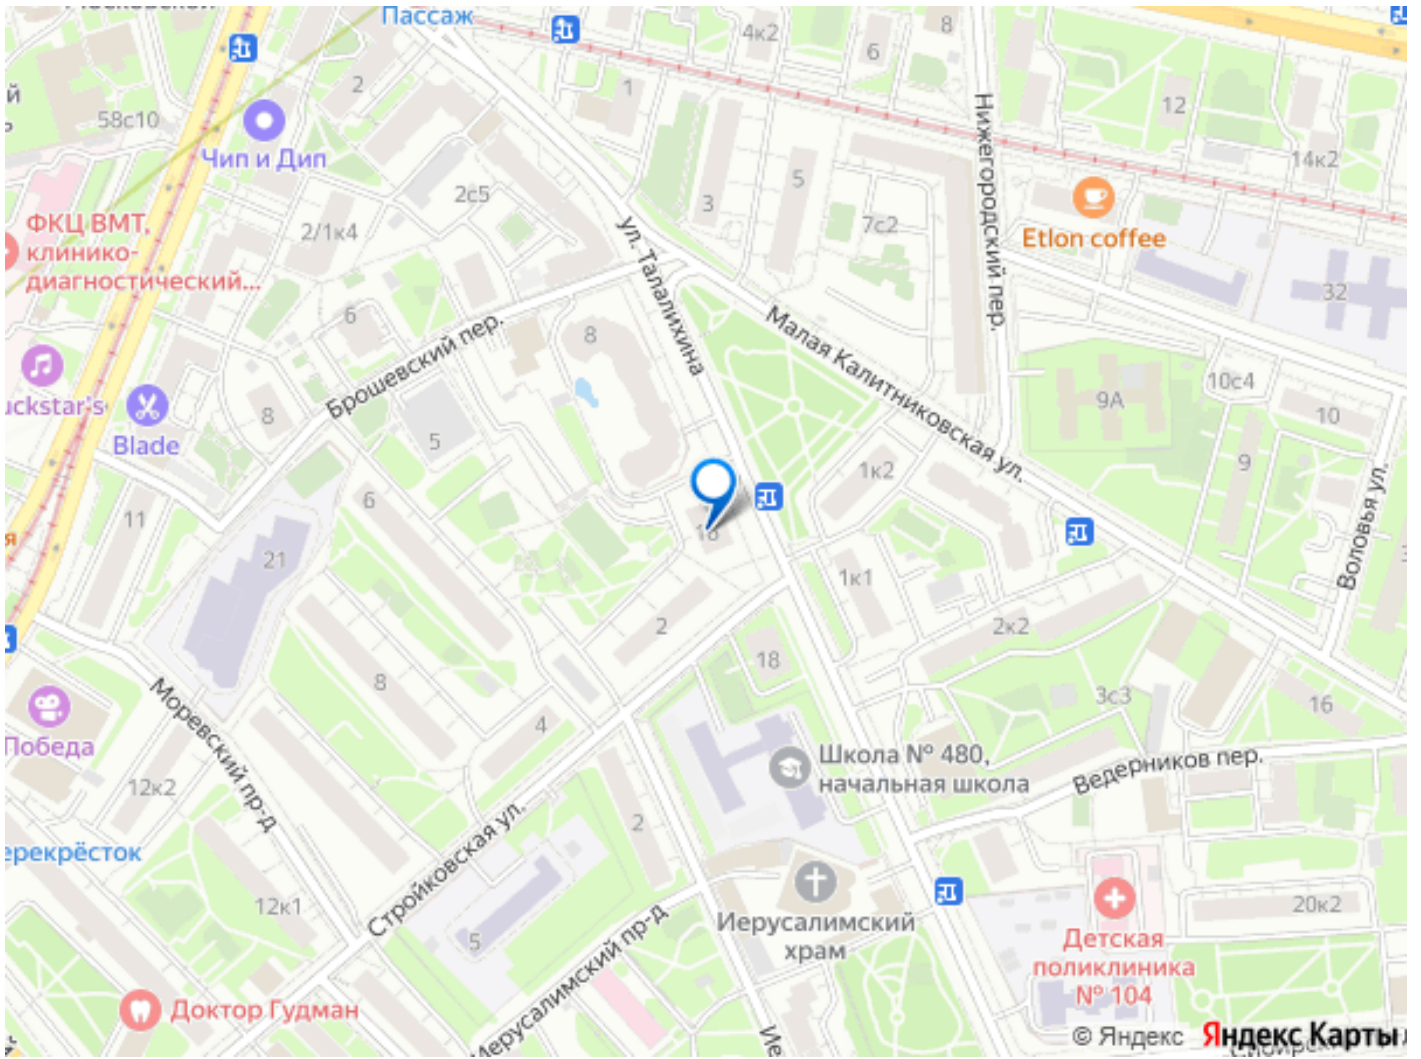 Пассаж
4к2
8
6
2
1
12
58с10
Чип и Дип
14к2
2с5
5
3
7с2
ФКЦ ВМТ,
клинико-
диагностический...
2/1к4
ул. Талалихина
Нижегородский пер.
Etlon coffee
32
6
8
Малая Калитниковская ул.
Брошевский пер.
uckstar's
Blade
8
5
9А
10с4
10
9
1к2
6
11
21
16
Воловья ул.
1к1
2
2к2
18
8
4
3с3
16
Моревский пр-д
Победа
12к2
Школа № 480,
начальная школа
Ведерников пер.
2
ерекрёсток
Стройковская ул.
12к1
5
Иерусалимский
храм
20к2
Детская
поликлиника
№ 104
Иерусалимский пр-д
Доктор Гудман
Ие
© Яндекс Яндекс Карты